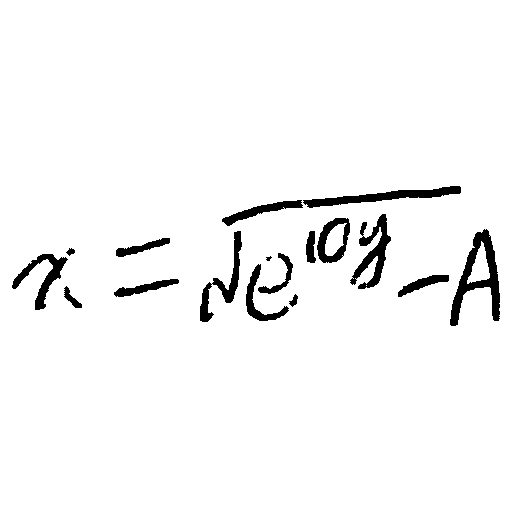 x = √(e^{10y} - A)